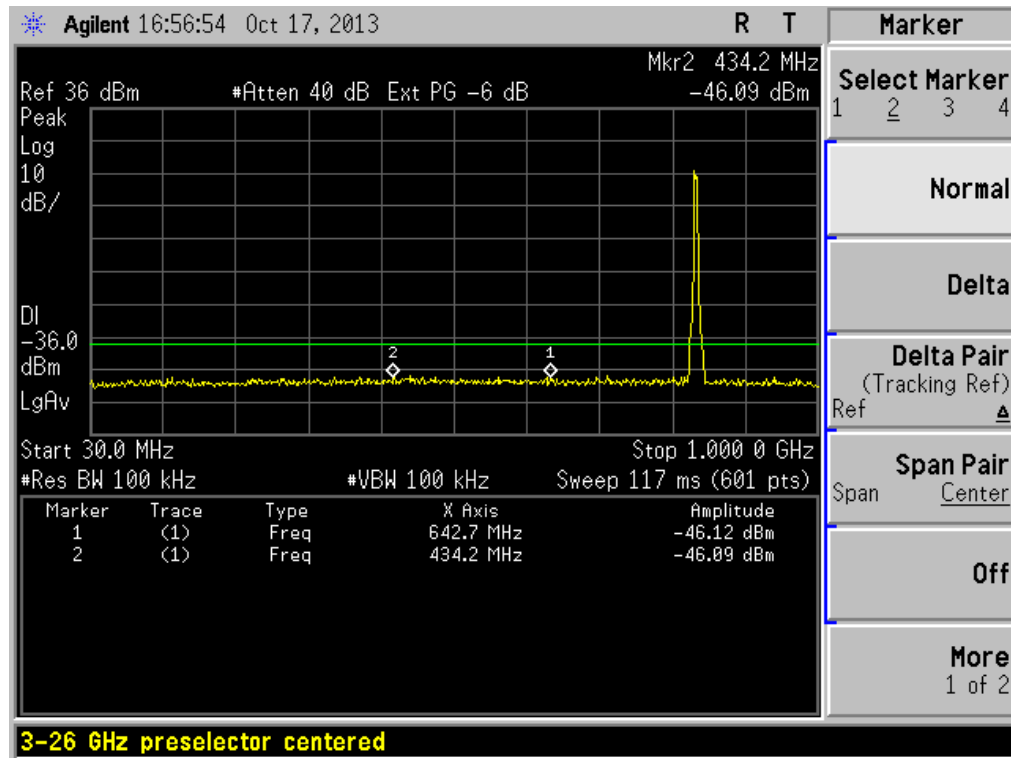 Agilent 16:56:54 Oct 17, 2013 R T
Mkr2 434.2 MHz
Ref 36 dBm #Atten 40 dB Ext PG -6 dB -46.09 dBm
Peak
Log
10
dB/
DI
-36.0
dBm
LgAv
2
1
Start 30.0 MHz Stop 1.000 0 GHz
#Res BW 100 kHz #VBW 100 kHz Sweep 117 ms (601 pts)
Marker Trace Type X Axis Amplitude
1 (1) Freq 642.7 MHz -46.12 dBm
2 (1) Freq 434.2 MHz -46.09 dBm
3-26 GHz preselector centered
Marker
Select Marker
1 2 3 4
Normal
Delta
Delta Pair
(Tracking Ref)
Ref Δ
Span Pair
Span Center
Off
More
1 of 2